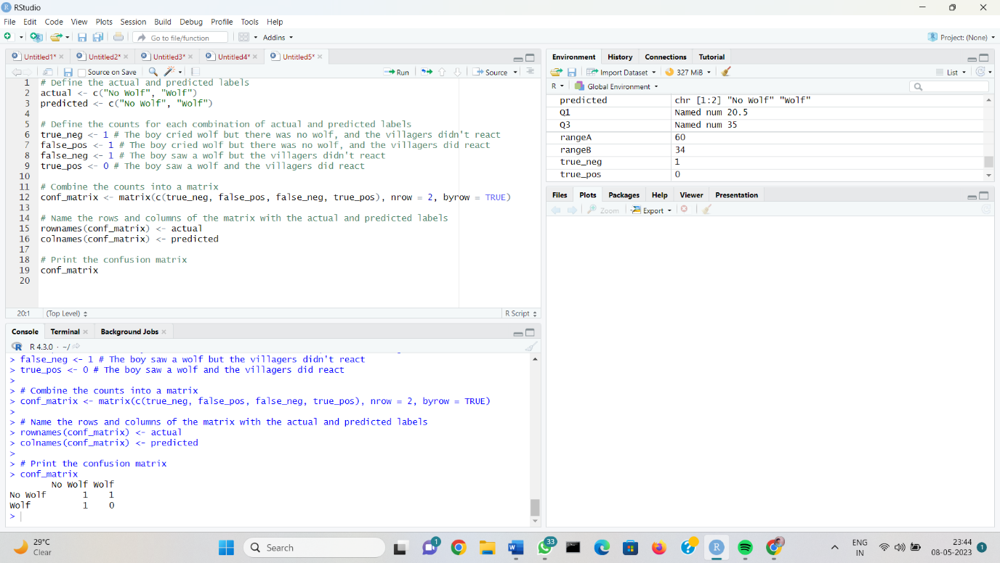 RStudio
File Edit Code View Plots Session Build Debug Profile Tools Help
Go to file/function Addins Project: (None)
Untitled1* Untitled2* Untitled3* Untitled4* Untitled5*
Source on Save Run Source
1 # Define the actual and predicted labels
2 actual <- c("No Wolf", "Wolf")
3 predicted <- c("No Wolf", "Wolf")
4
5 # Define the counts for each combination of actual and predicted labels
6 true_neg <- 1 # The boy cried wolf but there was no wolf, and the villagers didn't react
7 false_pos <- 1 # The boy cried wolf but there was no wolf, and the villagers did react
8 false_neg <- 1 # The boy saw a wolf but the villagers didn't react
9 true_pos <- 0 # The boy saw a wolf and the villagers did react
10
11 # Combine the counts into a matrix
12 conf_matrix <- matrix(c(true_neg, false_pos, false_neg, true_pos), nrow = 2, byrow = TRUE)
13
14 # Name the rows and columns of the matrix with the actual and predicted labels
15 rownames(conf_matrix) <- actual
16 colnames(conf_matrix) <- predicted
17
18 # Print the confusion matrix
19 conf_matrix
20
20:1 (Top Level) R Script
Console Terminal Background Jobs
R 4.3.0 · ~/
> false_neg <- 1 # The boy saw a wolf but the villagers didn't react
> true_pos <- 0 # The boy saw a wolf and the villagers did react
>
> # Combine the counts into a matrix
> conf_matrix <- matrix(c(true_neg, false_pos, false_neg, true_pos), nrow = 2, byrow = TRUE)
>
> # Name the rows and columns of the matrix with the actual and predicted labels
> rownames(conf_matrix) <- actual
> colnames(conf_matrix) <- predicted
>
> # Print the confusion matrix
> conf_matrix
No Wolf Wolf
No Wolf 1 1
Wolf 1 0
>
Environment History Connections Tutorial
Import Dataset 327 MiB List
R Global Environment
predicted chr [1:2] "No Wolf" "Wolf"
Q1 Named num 20.5
Q3 Named num 35
rangeA 60
rangeB 34
true_neg 1
true_pos 0
Files Plots Packages Help Viewer Presentation
Zoom Export
29°C
Clear
Search
1
33
ENG
IN
23:44
08-05-2023
1